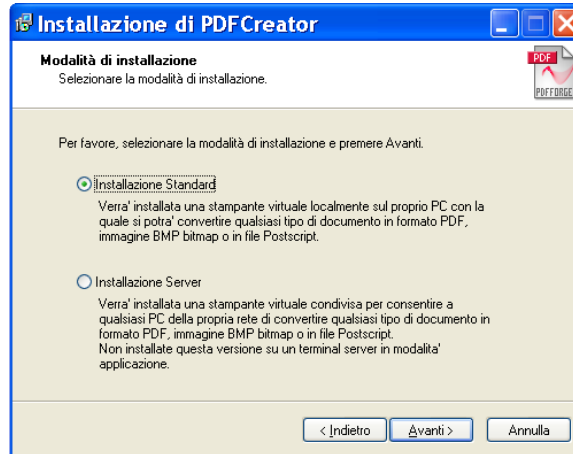 Installazione di PDFCreator
Modalità di installazione
Selezionare la modalità di installazione.
PDF
PDFFORGE
Per favore, selezionare la modalità di installazione e premere Avanti.
Installazione Standard
Verra' installata una stampante virtuale localmente sul proprio PC con la
quale si potra' convertire qualsiasi tipo di documento in formato PDF,
immagine BMP bitmap o in file Postscript.
Installazione Server
Verra' installata una stampante virtuale condivisa per consentire a
qualsiasi PC della propria rete di convertire qualsiasi tipo di documento in
formato PDF, immagine BMP bitmap o in file Postscript.
Non installate questa versione su un terminal server in modalita'
applicazione.
< Indietro Avanti > Annulla